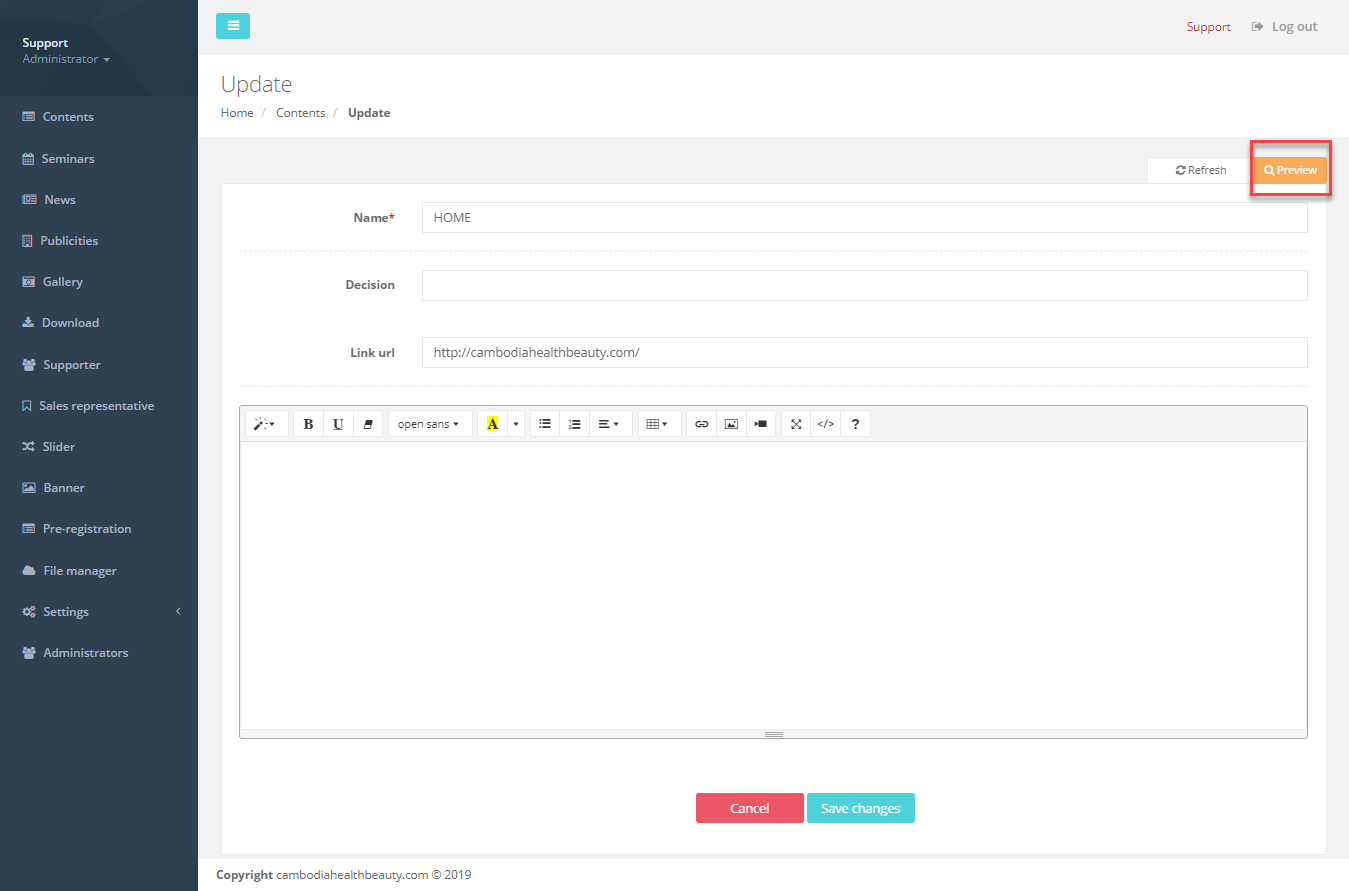 Support
Administrator
Contents
Seminars
News
Publicities
Gallery
Download
Supporter
Sales representative
Slider
Banner
Pre-registration
File manager
Settings
Administrators
Support Log out
Update
Home / Contents / Update
Refresh Preview
Name* HOME
Decision
Link url http://cambodiahealthbeauty.com/
B U open sans A </> ?
Cancel Save changes
Copyright cambodiahealthbeauty.com © 2019